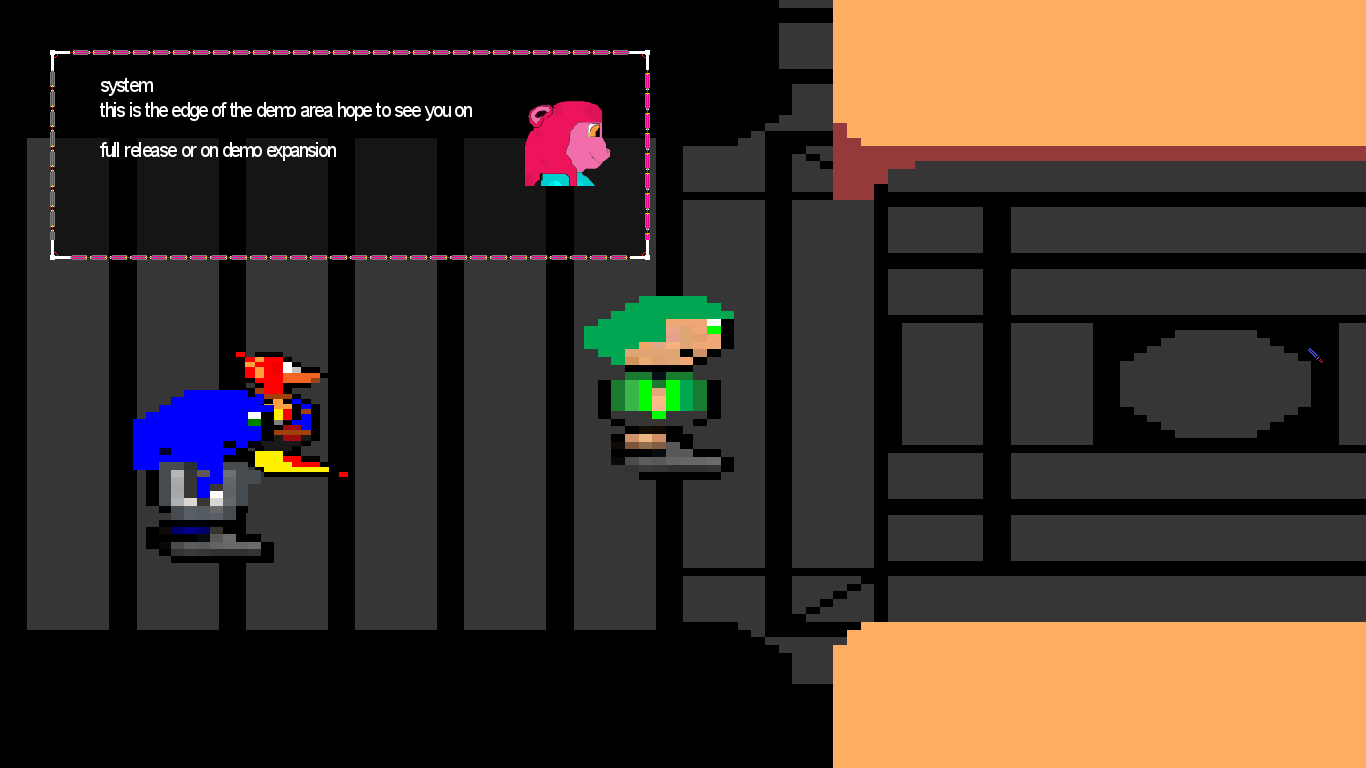 system
this is the edge of the demo area hope to see you on
full release or on demo expansion